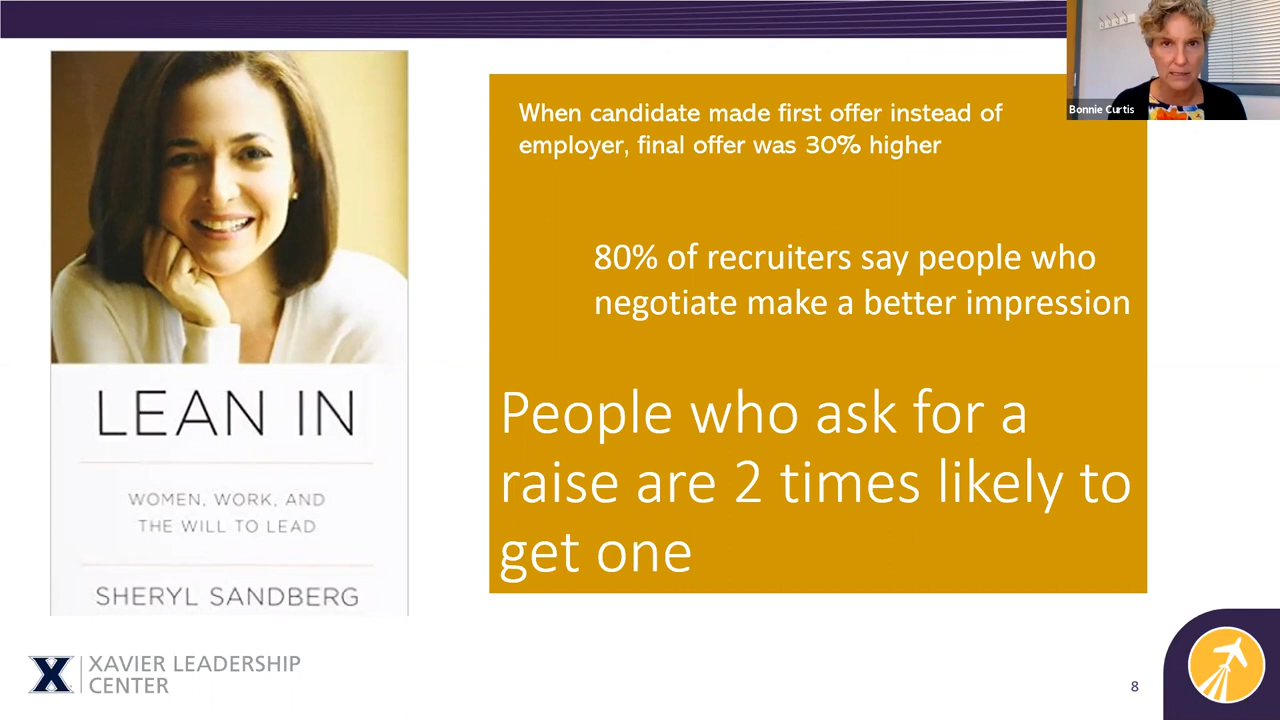 Bonnie Curtis
When candidate made first offer instead of
employer, final offer was 30% higher
80% of recruiters say people who
negotiate make a better impression
People who ask for a
raise are 2 times likely to
get one
LEAN IN
WOMEN, WORK, AND
THE WILL TO LEAD
SHERYL SANDBERG
X
XAVIER LEADERSHIP
CENTER
8